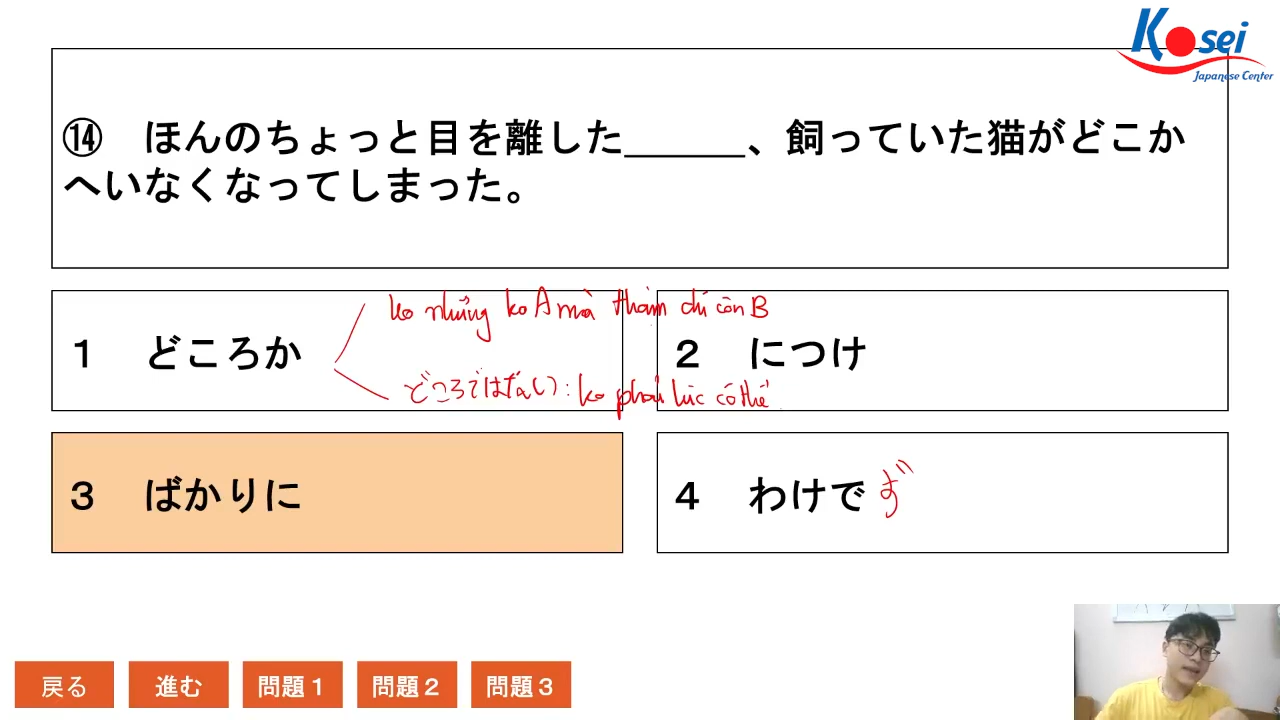 Kosei
Japanese Center
⑭ ほんのちょっと目を離した______、飼っていた猫がどこか
へいなくなってしまった。
1 どころか
ko những ko A mà thậm chí còn B
どころではない: ko phải lúc có thể
2 につけ
3 ばかりに
4 わけで
ず
戻る
進む
問題1
問題2
問題3